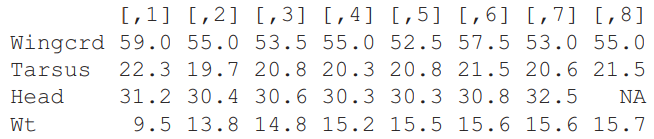 [,1] [,2] [,3] [,4] [,5] [,6] [,7] [,8]
Wingcrd 59.0 55.0 53.5 55.0 52.5 57.5 53.0 55.0
Tarsus 22.3 19.7 20.8 20.3 20.8 21.5 20.6 21.5
Head 31.2 30.4 30.6 30.3 30.3 30.8 32.5 NA
Wt 9.5 13.8 14.8 15.2 15.5 15.6 15.6 15.7